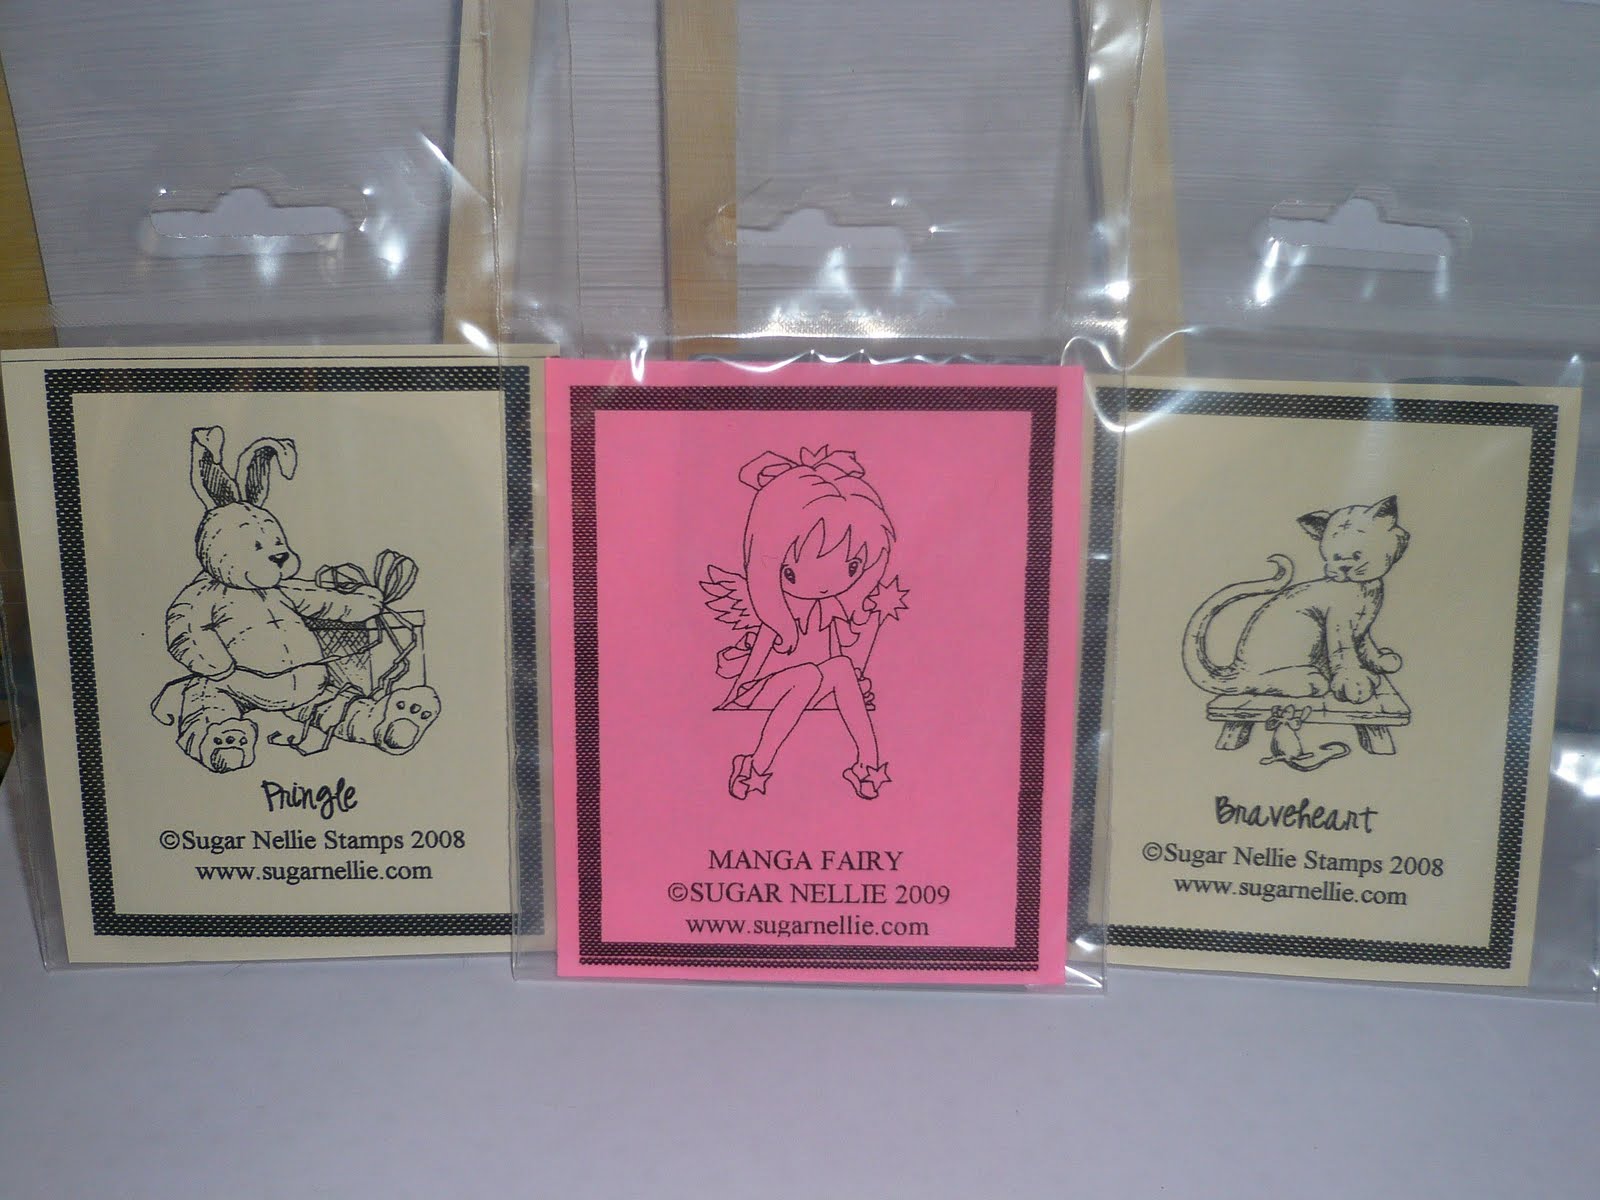 Pringle
©Sugar Nellie Stamps 2008
www.sugarnellie.com
MANGA FAIRY
©SUGAR NELLIE 2009
www.sugarnellie.com
Braveheart
©Sugar Nellie Stamps 2008
www.sugarnellie.com